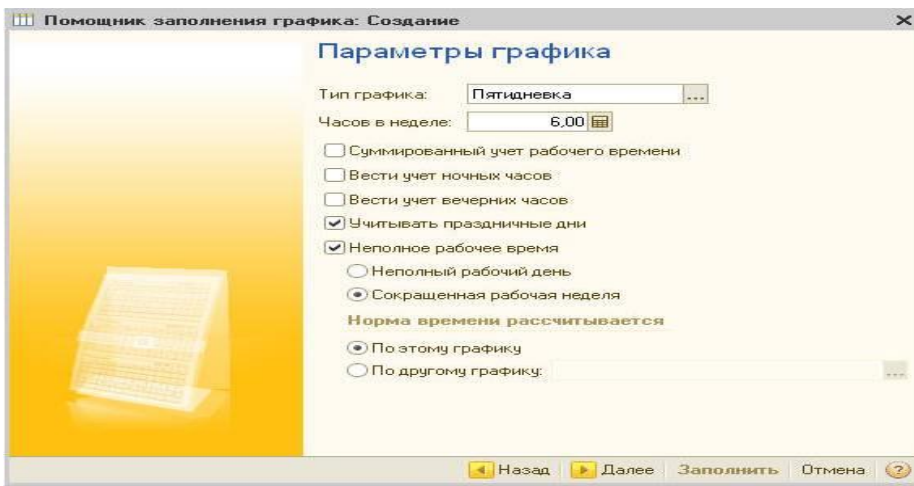 Помощник заполнения графика: Создание
Параметры графика
Тип графика: Пятидневка ...
Часов в неделе: 6,00
Суммированный учет рабочего времени
Вести учет ночных часов
Вести учет вечерних часов
Учитывать праздничные дни
Неполное рабочее время
Неполный рабочий день
Сокращенная рабочая неделя
Норма времени рассчитывается
По этому графику
По другому графику: ...
Назад Далее Заполнить Отмена ?